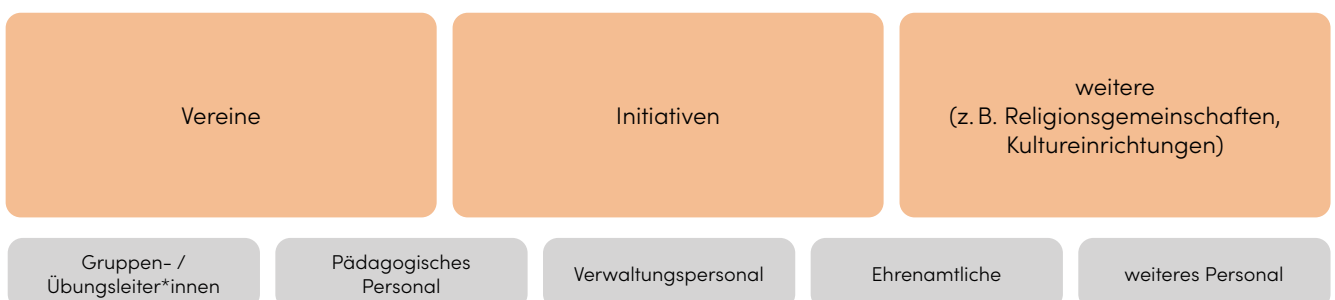 Vereine
Initiativen
weitere
(z. B. Religionsgemeinschaften,
Kultureinrichtungen)
Gruppen- /
Übungsleiter*innen
Pädagogisches
Personal
Verwaltungspersonal
Ehrenamtliche
weiteres Personal